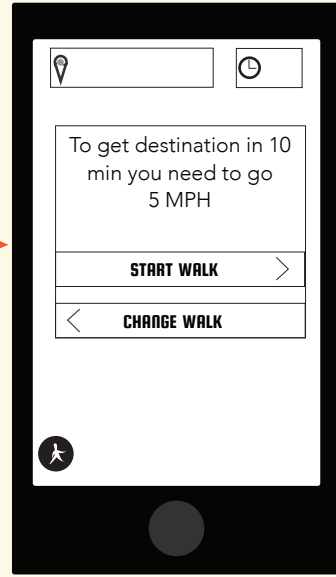 To get destination in 10
min you need to go
5 MPH
START WALK
CHANGE WALK